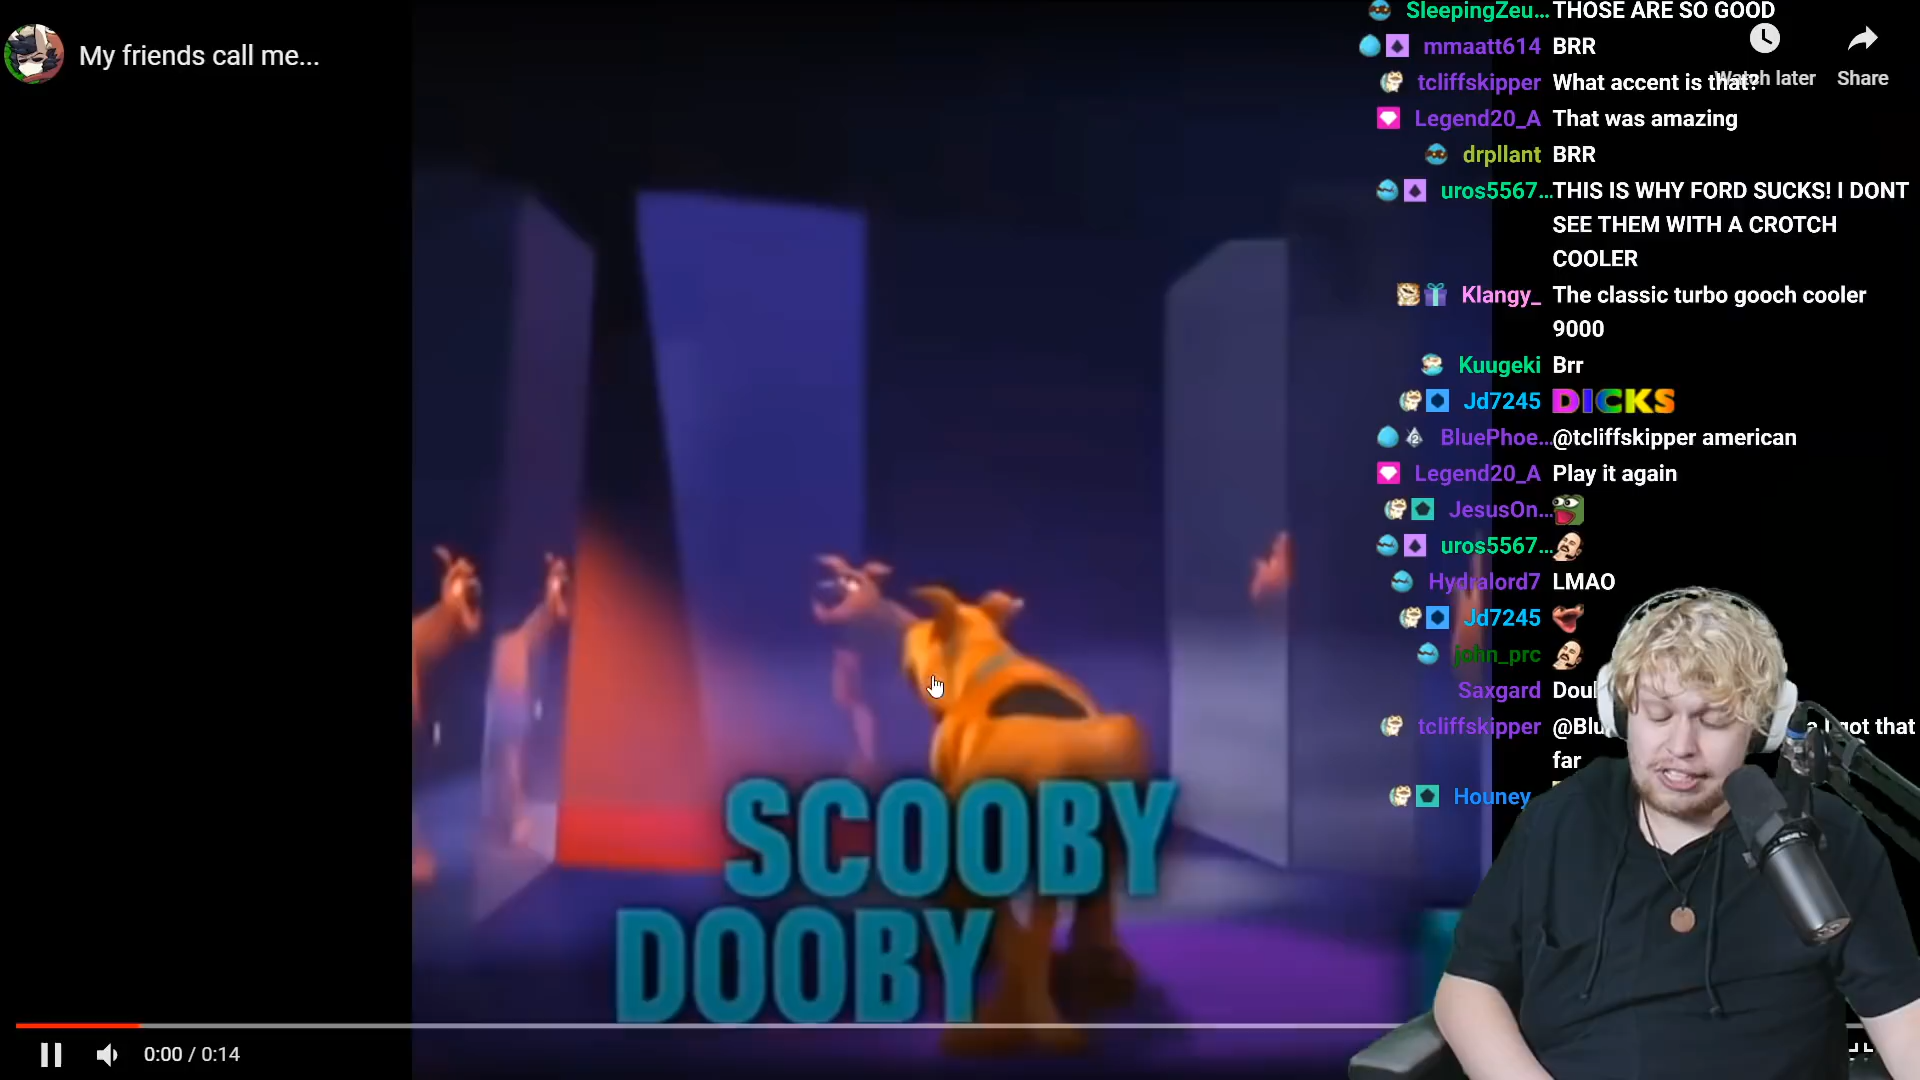 My friends call me...
SleepingZeu... THOSE ARE SO GOOD
mmaatt614 BRR
Watch later
Share
tcliffskipper What accent is that?
Legend20_A That was amazing
drpllant BRR
uros5567... THIS IS WHY FORD SUCKS! I DONT
SEE THEM WITH A CROTCH
COOLER
Klangy_ The classic turbo gooch cooler
9000
Kuugeki Brr
Jd7245 DICKS
BluePhoe... @tcliffskipper american
Legend20_A Play it again
JesusOn...
uros5567...
Hydralord7 LMAO
Jd7245
john_prc
Saxgard
tcliffskipper I got that
far
Houney
SCOOBY
DOOBY
0:00 / 0:14